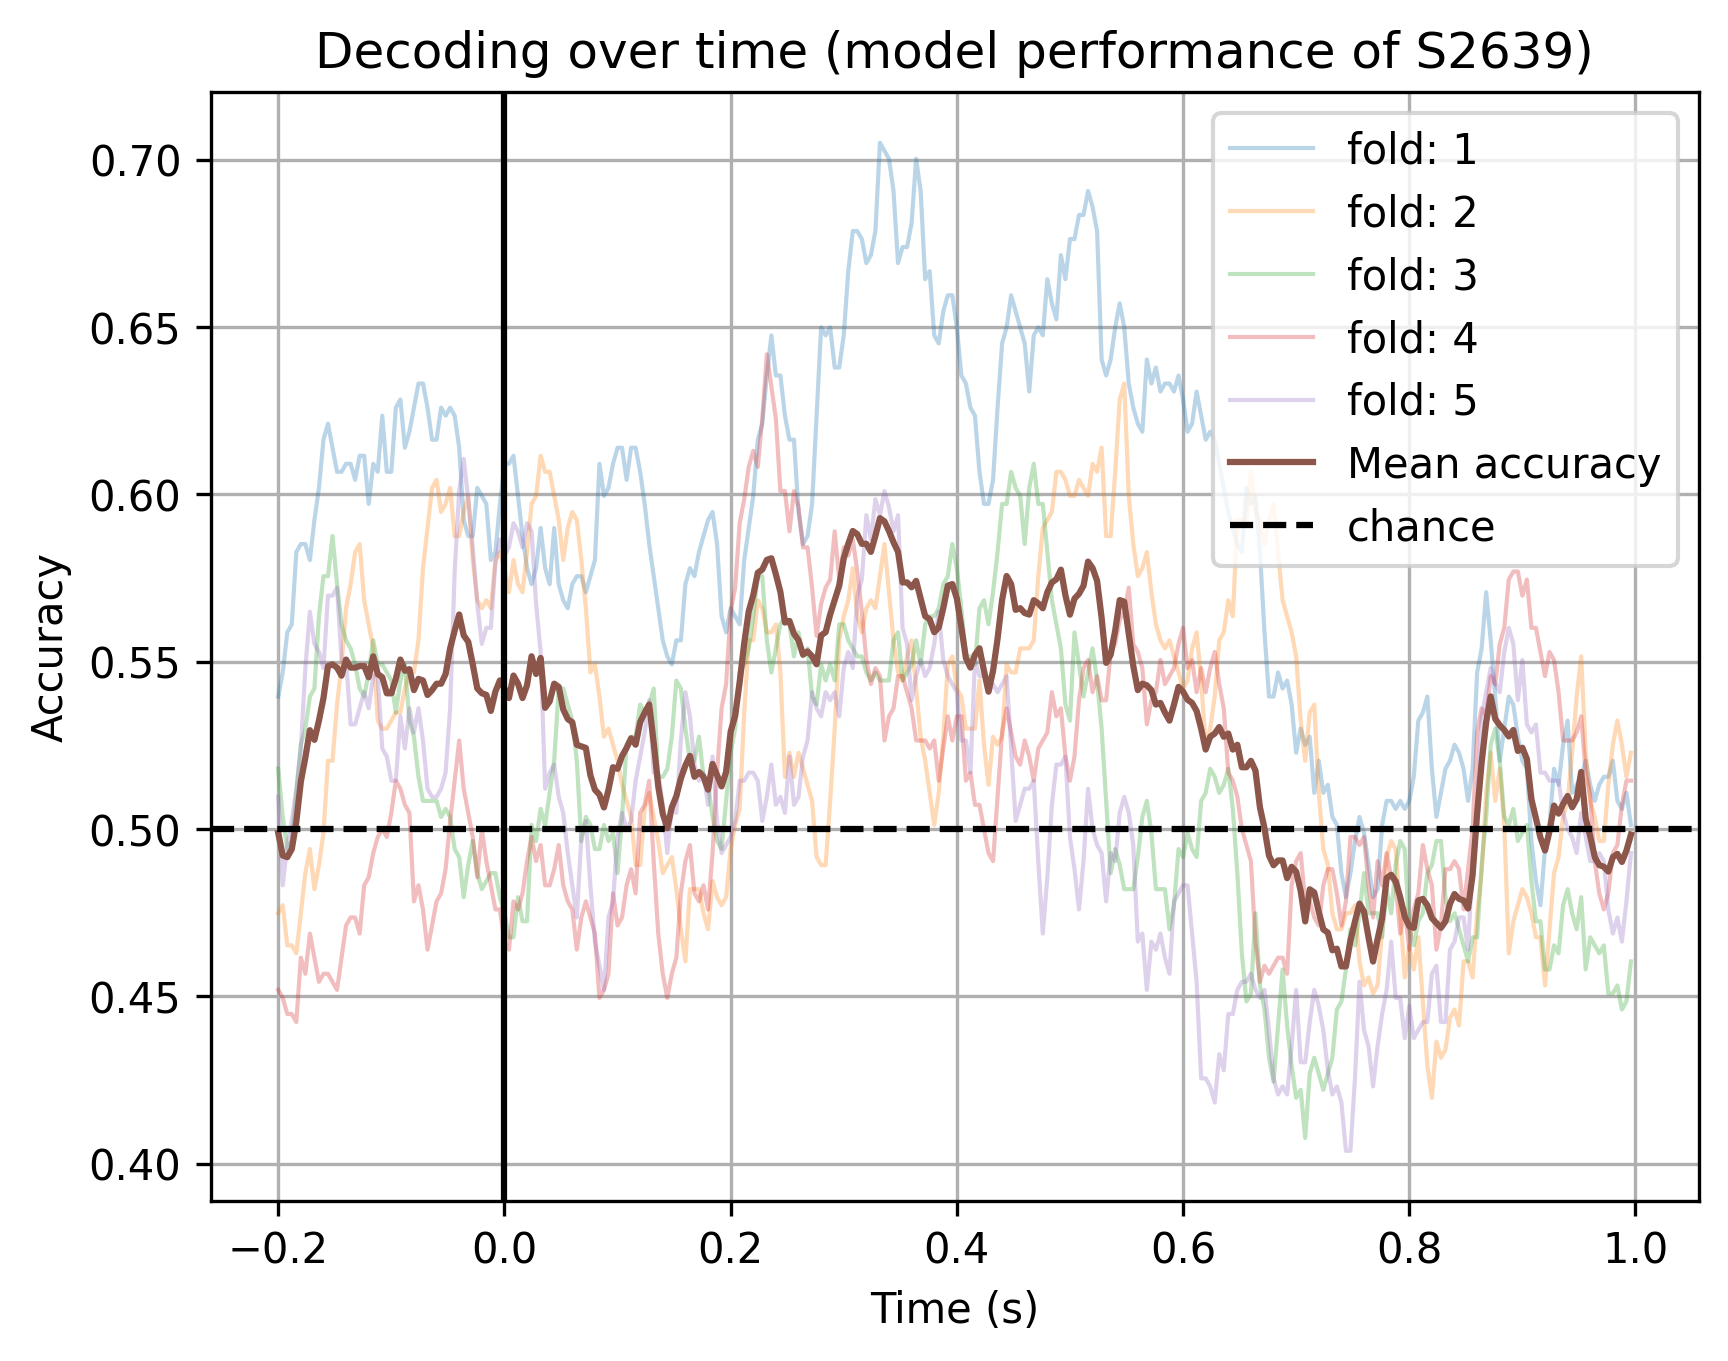 Decoding over time (model performance of S2639)
Accuracy
0.70
0.65
0.60
0.55
0.50
0.45
0.40
fold: 1
fold: 2
fold: 3
fold: 4
fold: 5
Mean accuracy
chance
−0.2 0.0 0.2 0.4 0.6 0.8 1.0
Time (s)